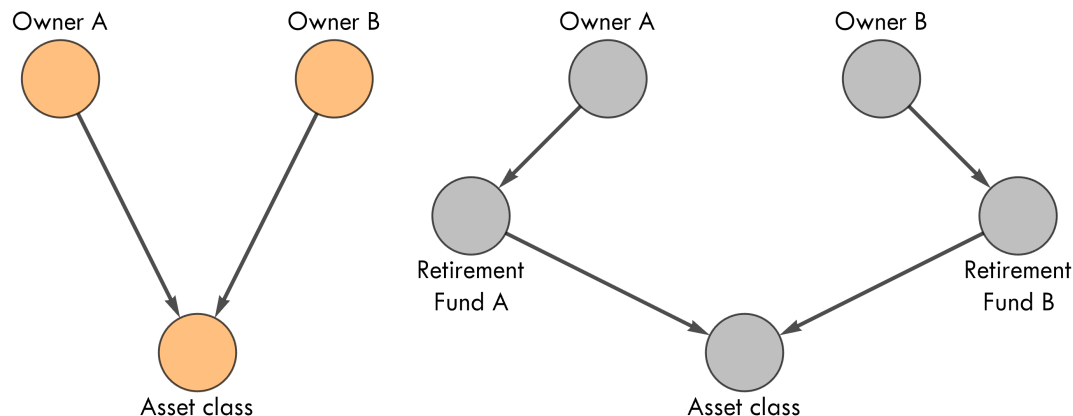 Owner A
Owner B
Asset class
Owner A
Owner B
Retirement
Fund A
Retirement
Fund B
Asset class